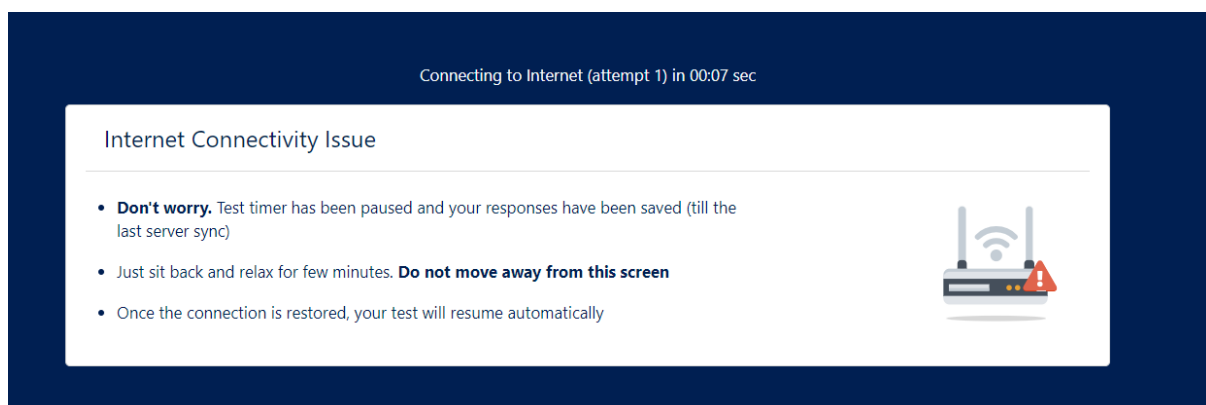 Connecting to Internet (attempt 1) in 00:07 sec
Internet Connectivity Issue
Don't worry. Test timer has been paused and your responses have been saved (till the
last server sync)
Just sit back and relax for few minutes. Do not move away from this screen
Once the connection is restored, your test will resume automatically